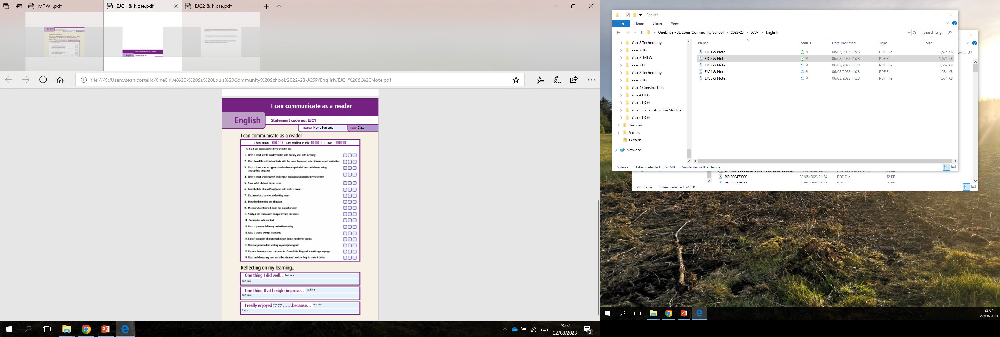 MTW1.pdf
EJC1 & Note.pdf
EJC2 & Note.pdf
file:///C:/Users/sean.costello/OneDrive%20-%20St.%20Louis%20Community%20School/2022-23/JCSP/English/EJC1%20&%20Note.pdf
I can communicate as a reader
English
Statement code no. EJC1
Student: Name Surname
Class: Class
I can communicate as a reader
I have begun | I am working on this | I can
This has been demonstrated by your ability to:
1. Read a short text to my classmates with fluency and with meaning
2. Read two different kinds of texts with the same theme and note differences and similarities
3. Read a book from an appropriate level over a period of time and discuss using
appropriate language
4. Read a short article/speech and extract main points/underline key sentences
5. State what plot and theme mean
6. Give the title of novel/play/poem with writer's name
7. Explain what character and setting mean
8. Describe the setting and character
9. Discuss what I learned about the main character
10. Study a text and answer comprehension questions
11. Summarise a chosen text
12. Read a poem with fluency and with meaning
13. Read a drama excerpt in a group
14. Extract examples of poetic techniques from a number of poems
15. Respond personally in writing to poem/photograph
16. Explore the content and components of a website, blog and advertising campaign
17. Read and discuss my own and other students' work to help to make it better
Reflecting on my learning...
One thing I did well... Text here
Text here
One thing that I might improve... Text here
Text here
I really enjoyed Text here ............because... Text here
Text here
23:07
22/08/2023
2
English
File Home Share View
OneDrive - St. Louis Community School > 2022-23 > JCSP > English
Search Engli...
Year 2 Technology
Year 2 TG
Year 3 MTW
Year 3 IT
Year 3 Technology
Year 3 TG
Year 4 Construction
Year 4 DCG
Year 5 DCG
Year 5+6 Construction Studies
Year 6 DCG
Tommy
Videos
Lectern
Network
Name Status Date modified Type Size
EJC1 & Note 06/03/2023 11:28 PDF File 1,626 KB
EJC2 & Note 06/03/2023 11:28 PDF File 1,675 KB
EJC3 & Note 06/03/2023 11:28 PDF File 1,652 KB
EJC4 & Note 06/03/2023 11:28 PDF File 584 KB
EJC5 & Note 06/03/2023 11:28 PDF File 1,674 KB
5 items 1 item selected 1.63 MB Available on this device
PO 000473009 30/05/2023 21:34 PDF File 52 KB
PO 000470411 30/05/2023 21:34 PDF File 51 KB
271 items 1 item selected 24.5 KB
23:07
22/08/2023